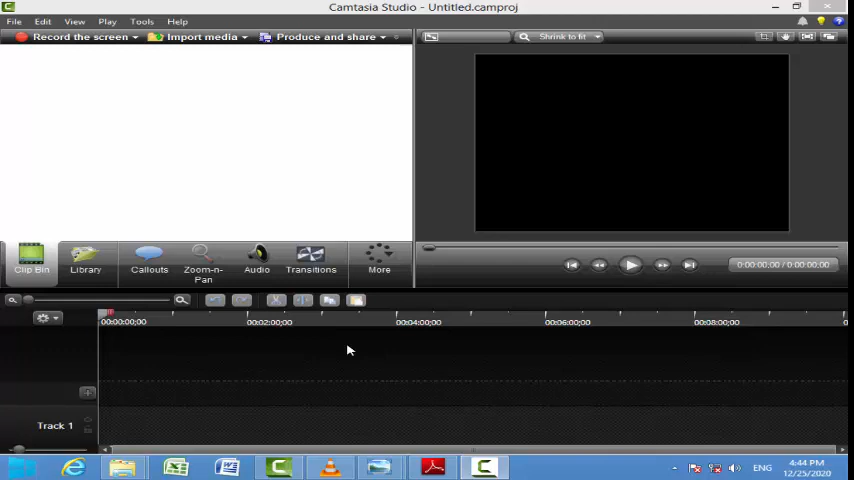 Camtasia Studio - Untitled.camproj
File Edit View Play Tools Help
Record the screen Import media Produce and share Shrink to fit
Clip Bin Library Callouts Zoom-n-Pan Audio Transitions More
0:00:00;00 / 0:00:00;00
00:00:00;00 00:02:00;00 00:04:00;00 00:06:00;00 00:08:00;00
Track 1
ENG 4:44 PM
12/25/2020